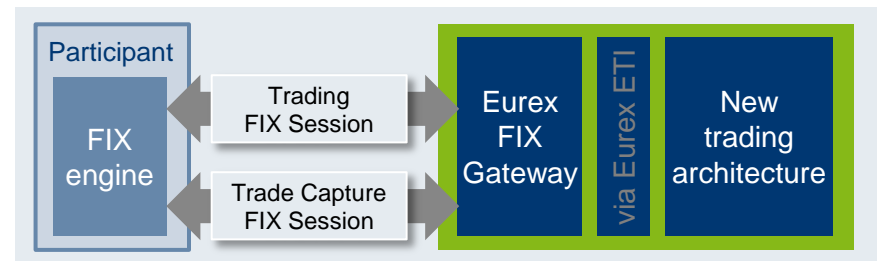 Participant
FIX
engine
Trading
FIX Session
Trade Capture
FIX Session
Eurex
FIX
Gateway
via Eurex ETI
New
trading
architecture